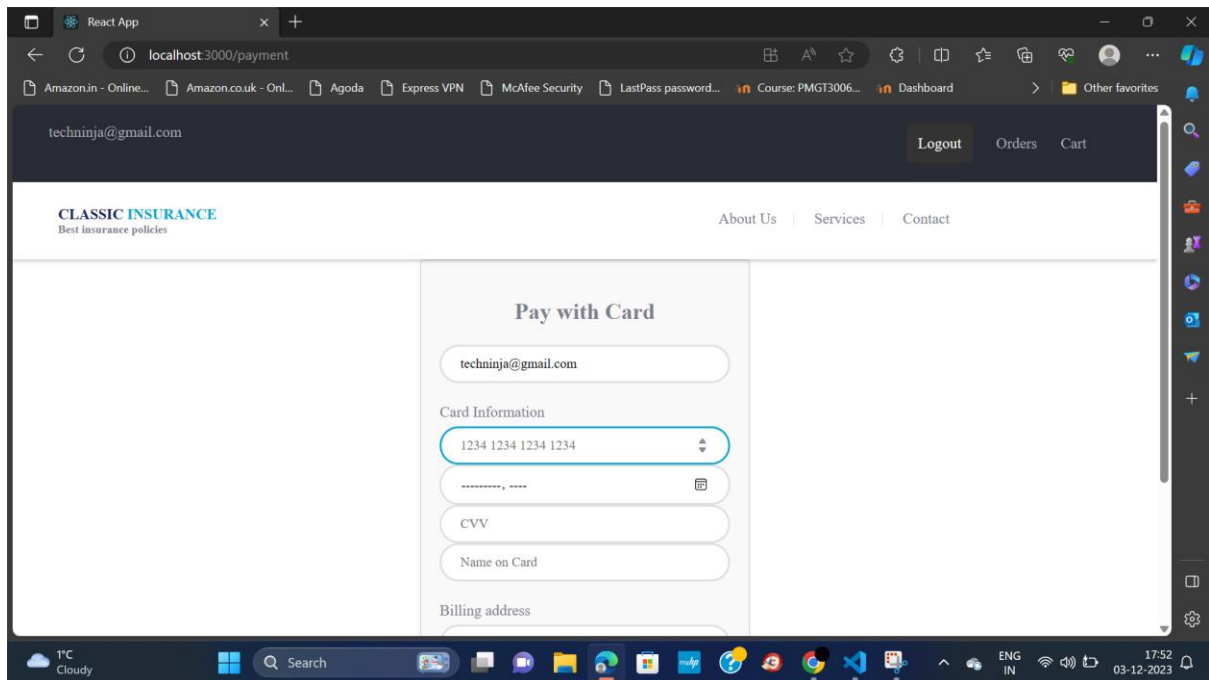 React App
localhost:3000/payment
Amazon.in - Online... Amazon.co.uk - Onl... Agoda Express VPN McAfee Security LastPass password... Course: PMGT3006... Dashboard Other favorites
techninja@gmail.com Logout Orders Cart
CLASSIC INSURANCE
Best insurance policies
About Us Services Contact
Pay with Card
techninja@gmail.com
Card Information
1234 1234 1234 1234
---------, ----
CVV
Name on Card
Billing address
1°C
Cloudy
Search
ENG
IN
17:52
03-12-2023